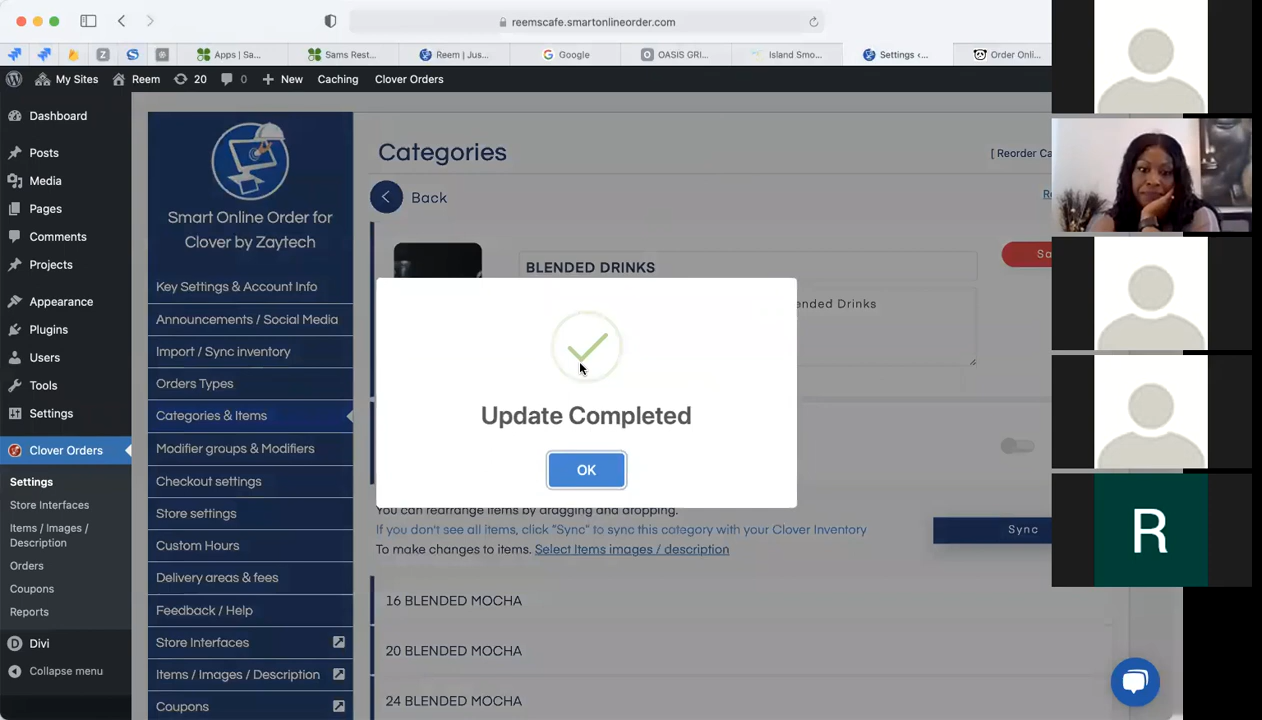 reemscafe.smartonlineorder.com
Apps | Sa...
Sams Rest...
Reem | Jus...
Google
OASIS GRI...
Island Smo...
Settings <...
Order Onli...
My Sites
Reem
20
0
New
Caching
Clover Orders
Dashboard
Posts
Media
Pages
Comments
Projects
Appearance
Plugins
Users
Tools
Settings
Clover Orders
Settings
Store Interfaces
Items / Images /
Description
Orders
Coupons
Reports
Divi
Collapse menu
Smart Online Order for
Clover by Zaytech
Key Settings & Account Info
Announcements / Social Media
Import / Sync inventory
Orders Types
Categories & Items
Modifier groups & Modifiers
Checkout settings
Store settings
Custom Hours
Delivery areas & fees
Feedback / Help
Store Interfaces
Items / Images / Description
Coupons
Categories
[ Reorder Ca
Back
Re
BLENDED DRINKS
Sa
ended Drinks
Update Completed
OK
You can rearrange items by dragging and dropping.
If you don't see all items, click "Sync" to sync this category with your Clover Inventory
Sync
To make changes to items. Select Items images / description
16 BLENDED MOCHA
20 BLENDED MOCHA
24 BLENDED MOCHA
R